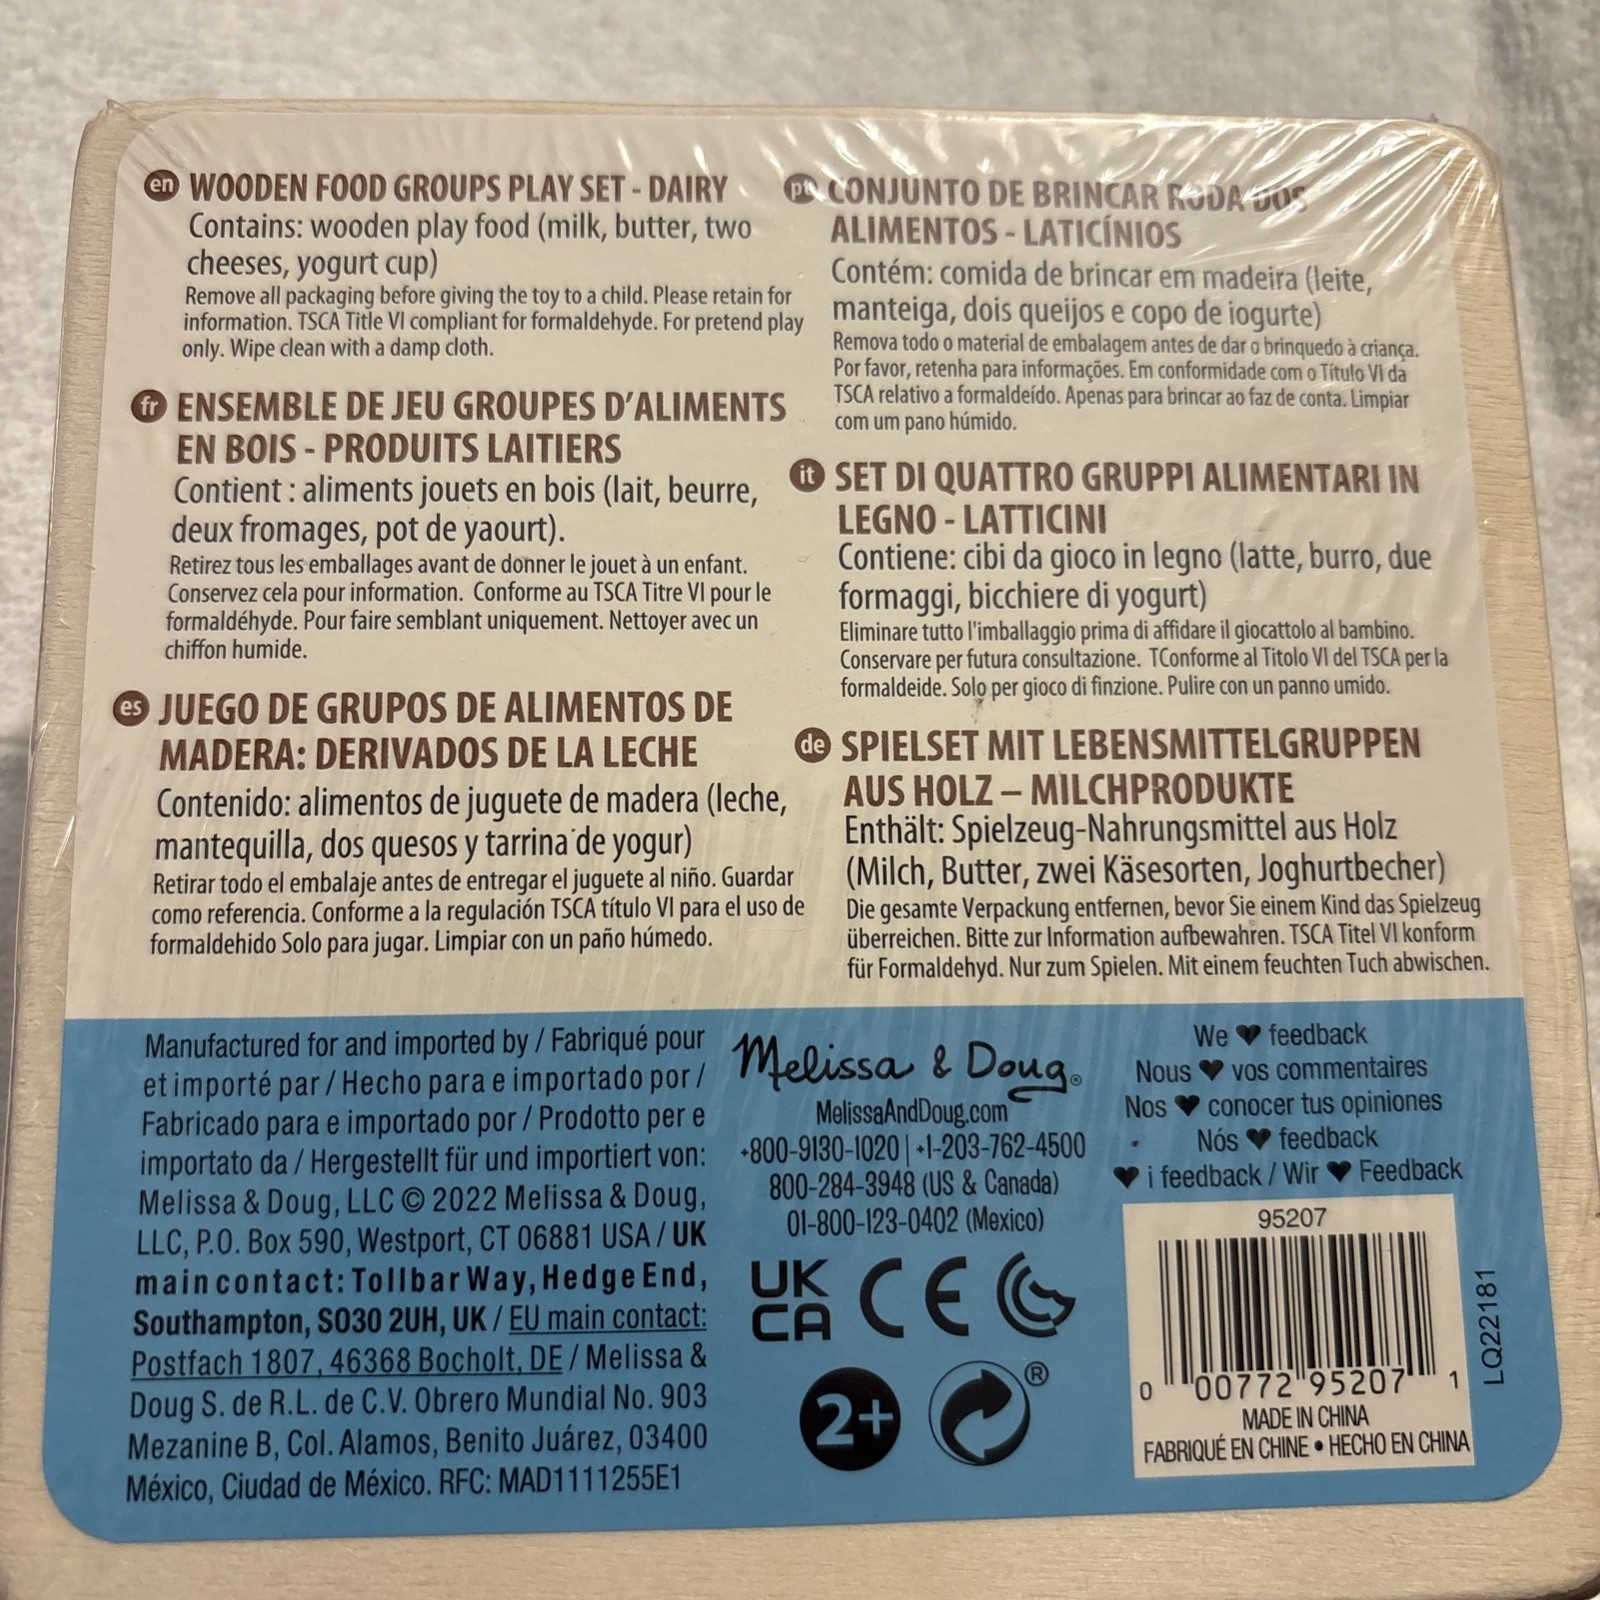 en WOODEN FOOD GROUPS PLAY SET - DAIRY
Contains: wooden play food (milk, butter, two
cheeses, yogurt cup)
Remove all packaging before giving the toy to a child. Please retain for
information. TSCA Title VI compliant for formaldehyde. For pretend play
only. Wipe clean with a damp cloth.
fr ENSEMBLE DE JEU GROUPES D'ALIMENTS
EN BOIS - PRODUITS LAITIERS
Contient : aliments jouets en bois (lait, beurre,
deux fromages, pot de yaourt).
Retirez tous les emballages avant de donner le jouet à un enfant.
Conservez cela pour information. Conforme au TSCA Titre VI pour le
formaldéhyde. Pour faire semblant uniquement. Nettoyer avec un
chiffon humide.
es JUEGO DE GRUPOS DE ALIMENTOS DE
MADERA: DERIVADOS DE LA LECHE
Contenido: alimentos de juguete de madera (leche,
mantequilla, dos quesos y tarrina de yogur)
Retirar todo el embalaje antes de entregar el juguete al niño. Guardar
como referencia. Conforme a la regulación TSCA título VI para el uso de
formaldehido Solo para jugar. Limpiar con un paño húmedo.
pt CONJUNTO DE BRINCAR RODA DOS
ALIMENTOS - LATICÍNIOS
Contém: comida de brincar em madeira (leite,
manteiga, dois queijos e copo de iogurte)
Remova todo o material de embalagem antes de dar o brinquedo à criança.
Por favor, retenha para informações. Em conformidade com o Título VI da
TSCA relativo a formaldeído. Apenas para brincar ao faz de conta. Limpiar
com um pano húmido.
it SET DI QUATTRO GRUPPI ALIMENTARI IN
LEGNO - LATTICINI
Contiene: cibi da gioco in legno (latte, burro, due
formaggi, bicchiere di yogurt)
Eliminare tutto l'imballaggio prima di affidare il giocattolo al bambino.
Conservare per futura consultazione. TConforme al Titolo VI del TSCA per la
formaldeide. Solo per gioco di finzione. Pulire con un panno umido.
de SPIELSET MIT LEBENSMITTELGRUPPEN
AUS HOLZ – MILCHPRODUKTE
Enthält: Spielzeug-Nahrungsmittel aus Holz
(Milch, Butter, zwei Käsesorten, Joghurtbecher)
Die gesamte Verpackung entfernen, bevor Sie einem Kind das Spielzeug
überreichen. Bitte zur Information aufbewahren. TSCA Titel VI konform
für Formaldehyd. Nur zum Spielen. Mit einem feuchten Tuch abwischen.
Manufactured for and imported by / Fabriqué pour
et importé par / Hecho para e importado por /
Fabricado para e importado por / Prodotto per e
importato da / Hergestellt für und importiert von:
Melissa & Doug, LLC © 2022 Melissa & Doug,
LLC, P.O. Box 590, Westport, CT 06881 USA / UK
main contact: Tollbar Way, Hedge End,
Southampton, SO30 2UH, UK / EU main contact:
Postfach 1807, 46368 Bocholt, DE / Melissa &
Doug S. de R.L. de C.V. Obrero Mundial No. 903
Mezanine B, Col. Alamos, Benito Juárez, 03400
México, Ciudad de México. RFC: MAD1111255E1
Melissa & Doug®
MelissaAndDoug.com
+800-9130-1020 | +1-203-762-4500
800-284-3948 (US & Canada)
01-800-123-0402 (Mexico)
UK
CA CE
2+ ®
We ♥ feedback
Nous ♥ vos commentaires
Nos ♥ conocer tus opiniones
Nós ♥ feedback
♥ i feedback / Wir ♥ Feedback
95207
0 00772 95207 1
MADE IN CHINA
FABRIQUÉ EN CHINE • HECHO EN CHINA
LQ22181